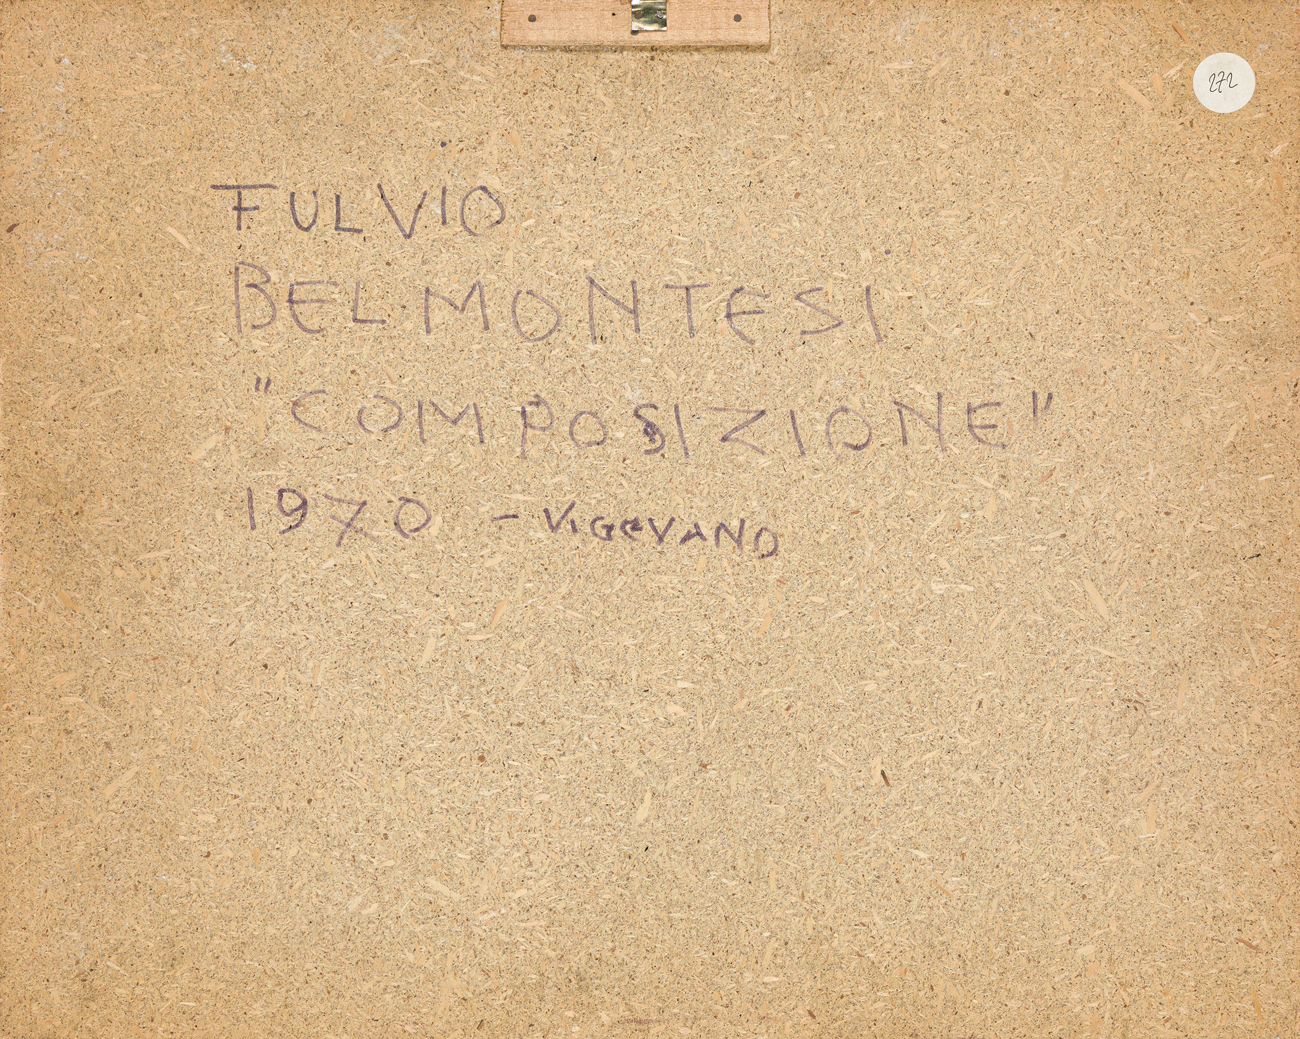 272
FULVIO
BELMONTESI
"COMPOSIZIONE"
1970 - VIGEVANO